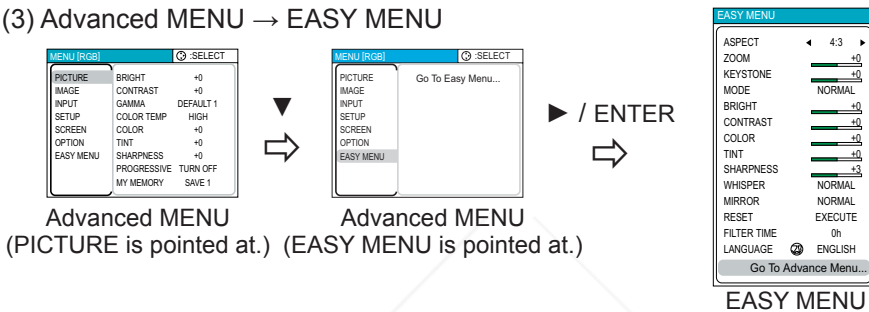 (3) Advanced MENU → EASY MENU
MENU [RGB] :SELECT
PICTURE BRIGHT +0
IMAGE CONTRAST +0
INPUT GAMMA DEFAULT 1
SETUP COLOR TEMP HIGH
SCREEN COLOR +0
OPTION TINT +0
EASY MENU SHARPNESS +0
PROGRESSIVE TURN OFF
MY MEMORY SAVE 1
Advanced MENU
(PICTURE is pointed at.)
▼
⇨
MENU [RGB] :SELECT
PICTURE Go To Easy Menu...
IMAGE
INPUT
SETUP
SCREEN
OPTION
EASY MENU
Advanced MENU
(EASY MENU is pointed at.)
► / ENTER
⇨
EASY MENU
ASPECT ◄ 4:3 ►
ZOOM +0
KEYSTONE +0
MODE NORMAL
BRIGHT +0
CONTRAST +0
COLOR +0
TINT +0
SHARPNESS +3
WHISPER NORMAL
MIRROR NORMAL
RESET EXECUTE
FILTER TIME 0h
LANGUAGE ENGLISH
Go To Advance Menu...
EASY MENU